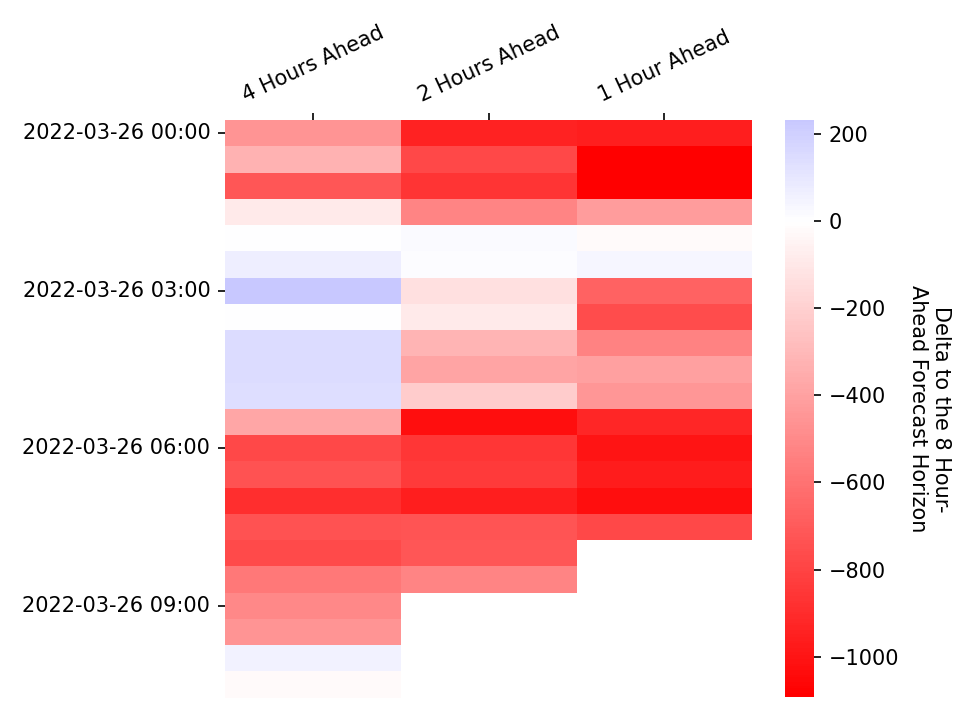 4 Hours Ahead
2 Hours Ahead
1 Hour Ahead
2022-03-26 00:00
2022-03-26 03:00
2022-03-26 06:00
2022-03-26 09:00
200
0
−200
−400
−600
−800
−1000
Delta to the 8 Hour-
Ahead Forecast Horizon